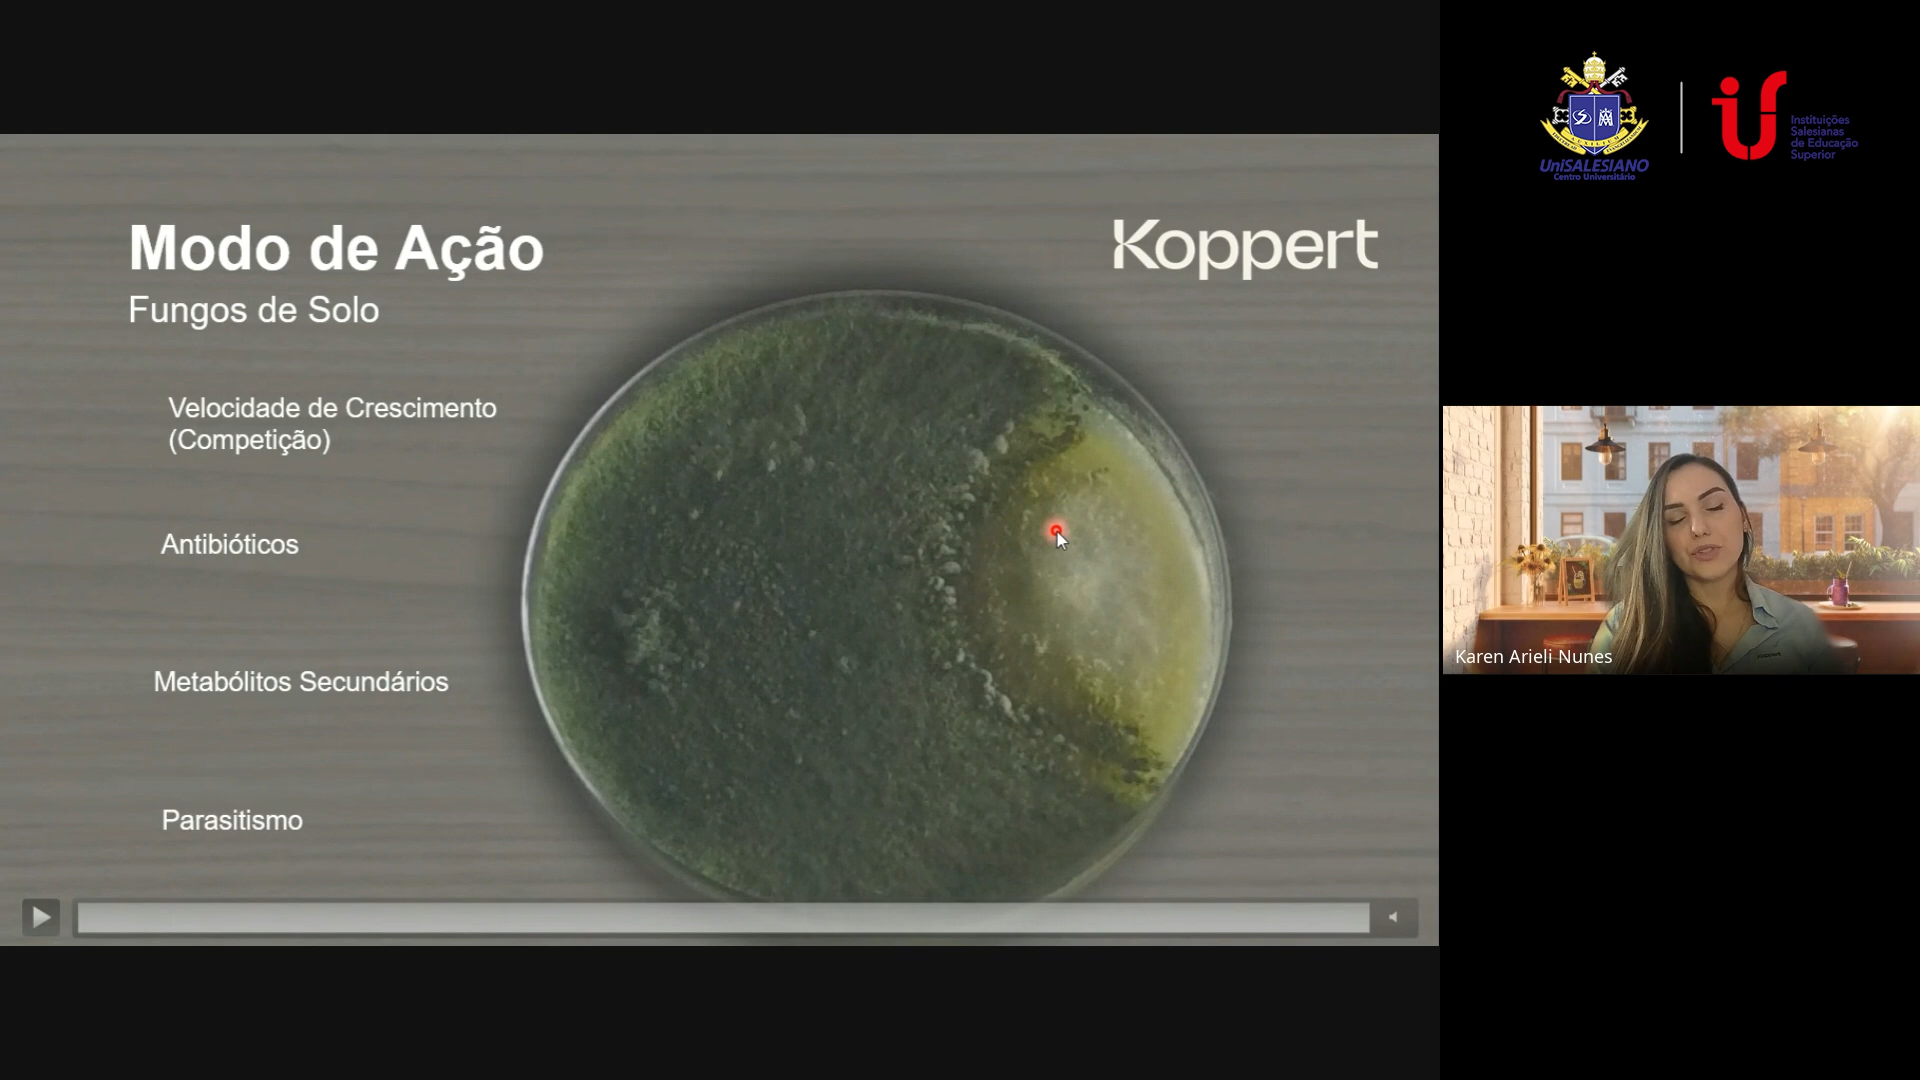 Modo de Ação
Fungos de Solo
Koppert
Velocidade de Crescimento
(Competição)
Antibióticos
Metabólitos Secundários
Parasitismo
UniSALESIANO
Centro Universitário
Instituições
Salesianas
de Educação
Superior
Karen Arieli Nunes